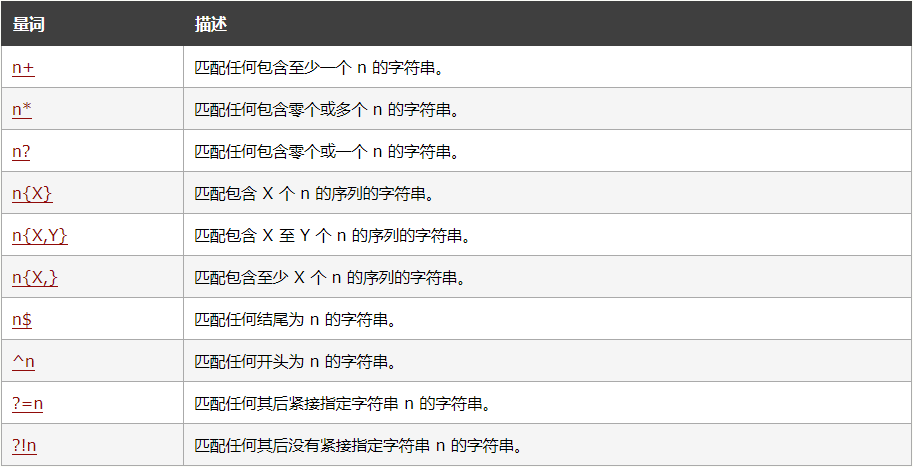 量词 描述
n+ 匹配任何包含至少一个 n 的字符串。
n* 匹配任何包含零个或多个 n 的字符串。
n? 匹配任何包含零个或一个 n 的字符串。
n{X} 匹配包含 X 个 n 的序列的字符串。
n{X,Y} 匹配包含 X 至 Y 个 n 的序列的字符串。
n{X,} 匹配包含至少 X 个 n 的序列的字符串。
n$ 匹配任何结尾为 n 的字符串。
^n 匹配任何开头为 n 的字符串。
?=n 匹配任何其后紧接指定字符串 n 的字符串。
?!n 匹配任何其后没有紧接指定字符串 n 的字符串。